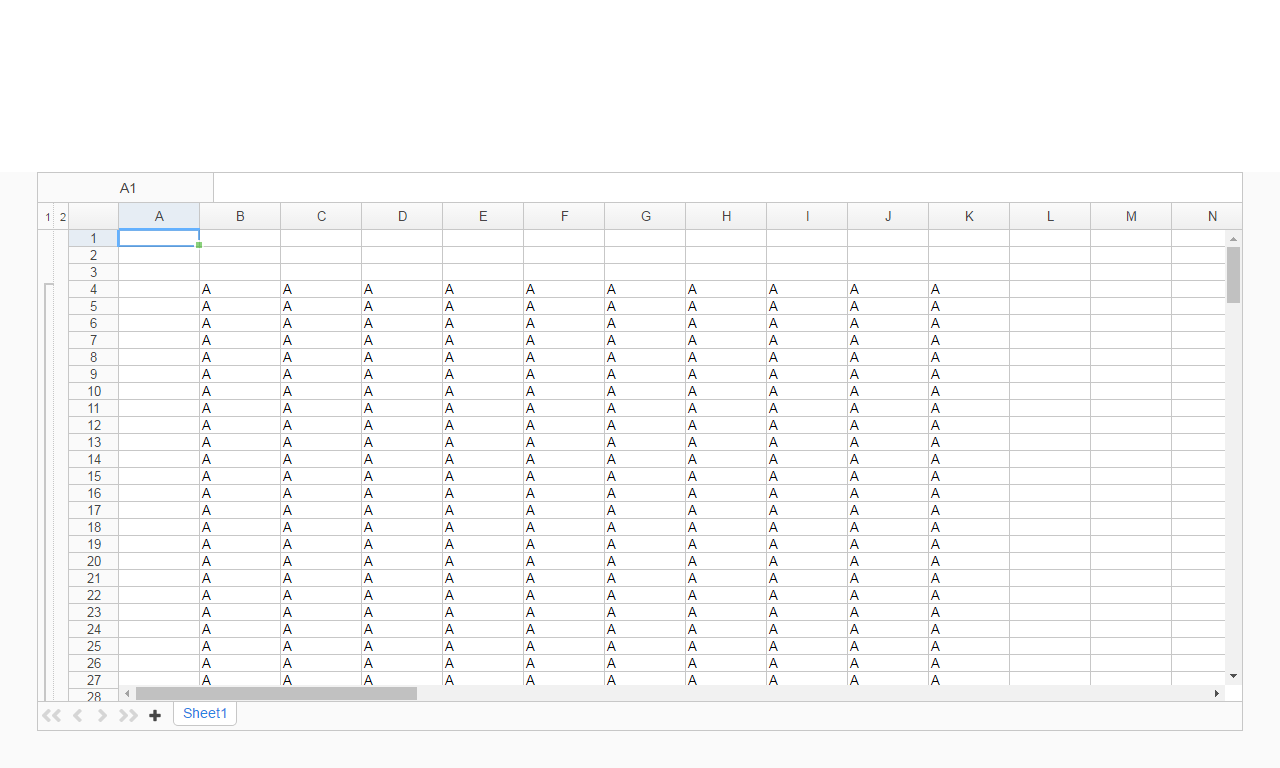 A1
1 2 A B C D E F G H I J K L M N
1
2
3
4 A A A A A A A A A A
5 A A A A A A A A A A
6 A A A A A A A A A A
7 A A A A A A A A A A
8 A A A A A A A A A A
9 A A A A A A A A A A
10 A A A A A A A A A A
11 A A A A A A A A A A
12 A A A A A A A A A A
13 A A A A A A A A A A
14 A A A A A A A A A A
15 A A A A A A A A A A
16 A A A A A A A A A A
17 A A A A A A A A A A
18 A A A A A A A A A A
19 A A A A A A A A A A
20 A A A A A A A A A A
21 A A A A A A A A A A
22 A A A A A A A A A A
23 A A A A A A A A A A
24 A A A A A A A A A A
25 A A A A A A A A A A
26 A A A A A A A A A A
27 A A A A A A A A A A
28
Sheet1